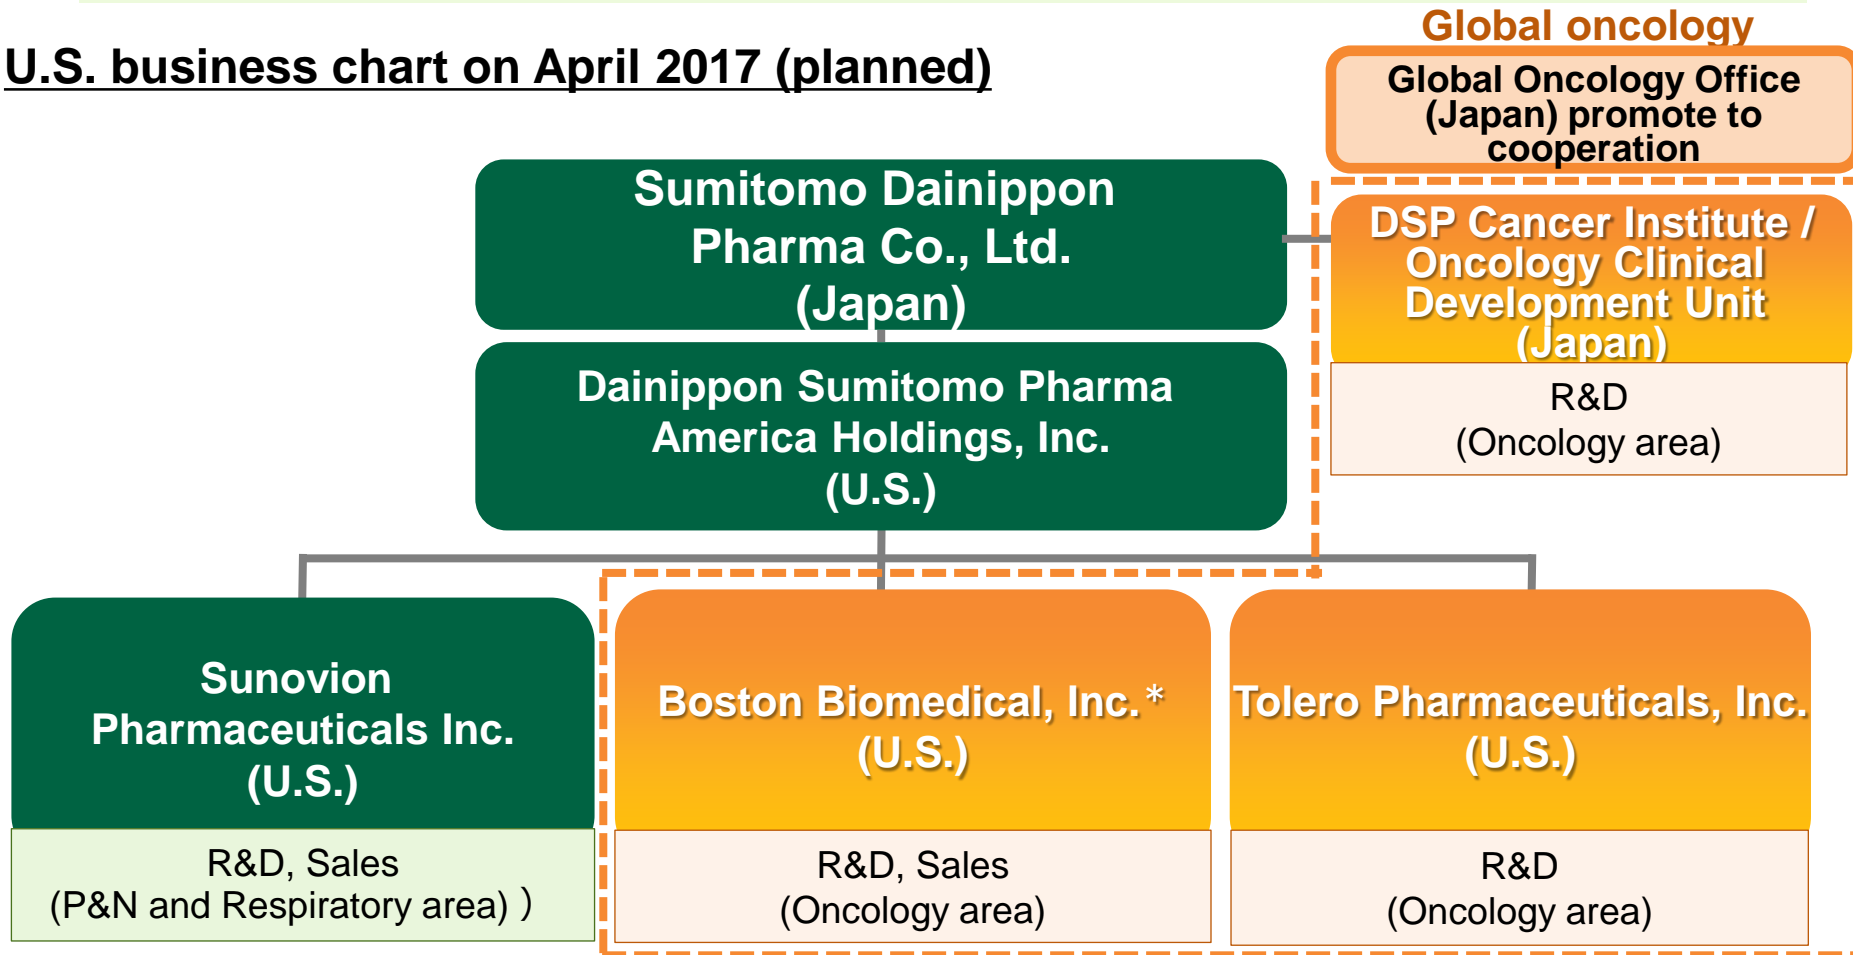 Global oncology
U.S. business chart on April 2017 (planned)
Global Oncology Office
(Japan) promote to
cooperation
Sumitomo Dainippon
Pharma Co., Ltd.
(Japan)
DSP Cancer Institute /
Oncology Clinical
Development Unit
(Japan)
R&D
(Oncology area)
Dainippon Sumitomo Pharma
America Holdings, Inc.
(U.S.)
Sunovion
Pharmaceuticals Inc.
(U.S.)
R&D, Sales
(P&N and Respiratory area) )
Boston Biomedical, Inc.*
(U.S.)
R&D, Sales
(Oncology area)
Tolero Pharmaceuticals, Inc.
(U.S.)
R&D
(Oncology area)